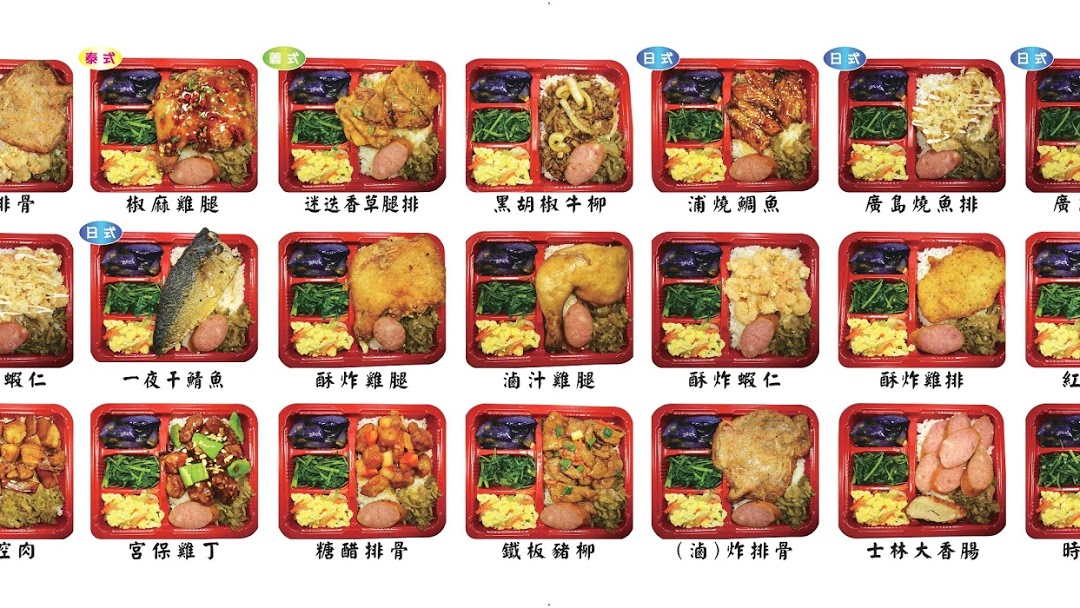 泰式
義式
日式
日式
日式
排骨
椒麻雞腿
迷迭香草腿排
黑胡椒牛柳
浦燒鯛魚
廣島燒魚排
廣
日式
蝦仁
一夜干鯖魚
酥炸雞腿
滷汁雞腿
酥炸蝦仁
酥炸雞排
紅
控肉
宮保雞丁
糖醋排骨
鐵板豬柳
(滷)炸排骨
士林大香腸
時